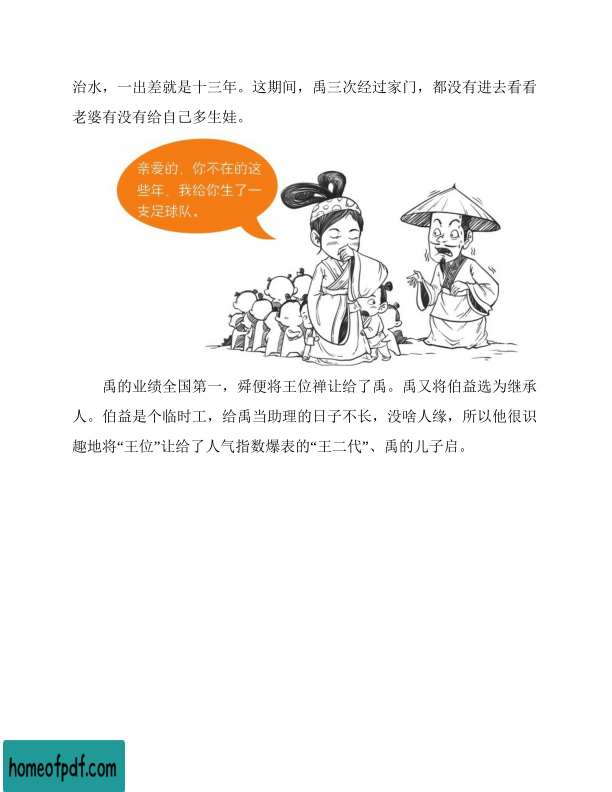 治水，一出差就是十三年。这期间，禹三次经过家门，都没有进去看看
老婆有没有给自己多生娃。
亲爱的，你不在的这
些年，我给你生了一
支足球队。
禹的业绩全国第一，舜便将王位禅让给了禹。禹又将伯益选为继承
人。伯益是个临时工，给禹当助理的日子不长，没啥人缘，所以他很识
趣地将“王位”让给了人气指数爆表的“王二代”、禹的儿子启。
homeofpdf.com